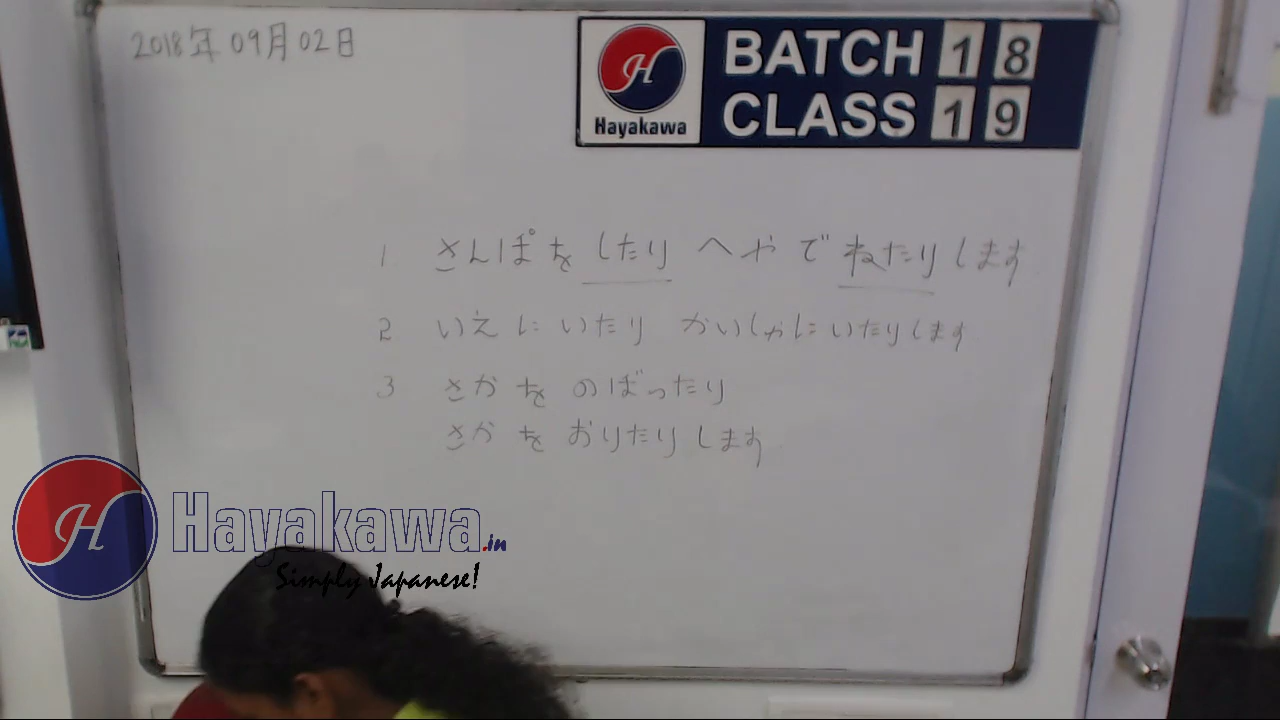 2018年 09月 02日
BATCH 18
CLASS 19
H
Hayakawa
1 さんぽを したり へやで ねたりします
2 いえに いたり かいしゃに いたりします
3 さかを のぼったり
さかを おりたりします
H
Hayakawa.in
Simply Japanese!